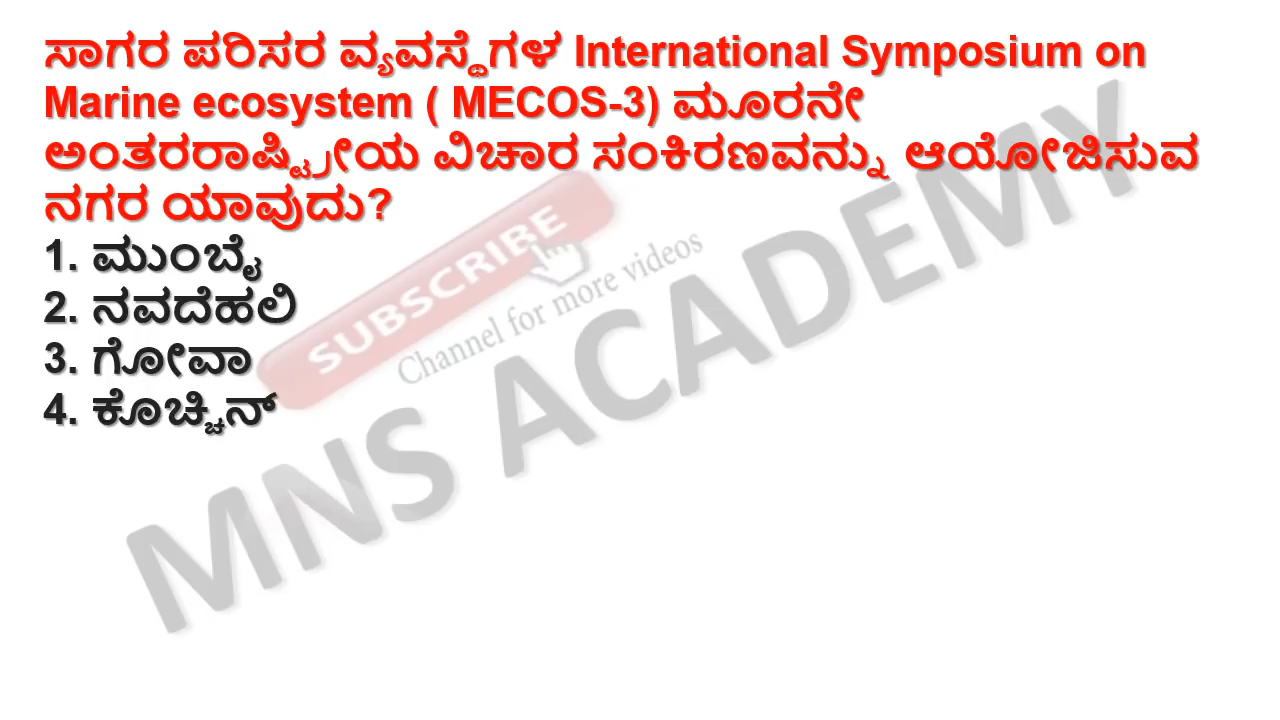 ಸಾಗರ ಪರಿಸರ ವ್ಯವಸ್ಥೆಗಳ International Symposium on
Marine ecosystem ( MECOS-3) ಮೂರನೇ
ಅಂತರರಾಷ್ಟ್ರೀಯ ವಿಚಾರ ಸಂಕಿರಣವನ್ನು ಆಯೋಜಿಸುವ
ನಗರ ಯಾವುದು?
1. ಮುಂಬೈ
2. ನವದೆಹಲಿ
3. ಗೋವಾ
4. ಕೊಚ್ಚಿನ್
SUBSCRIBE
Channel for more videos
MNS ACADEMY